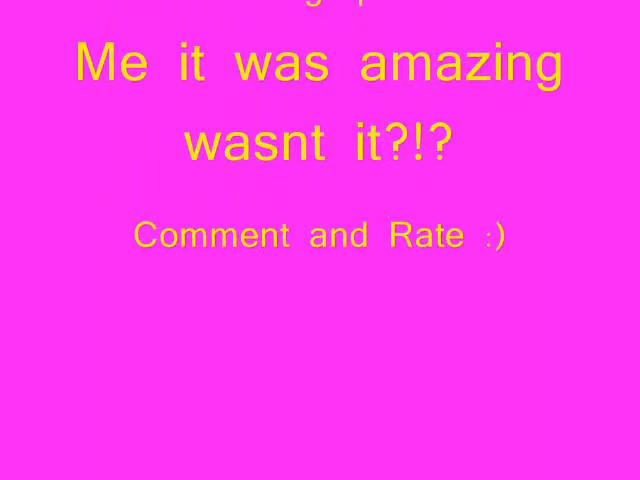 Me it was amazing
wasnt it?!?
Comment and Rate :)